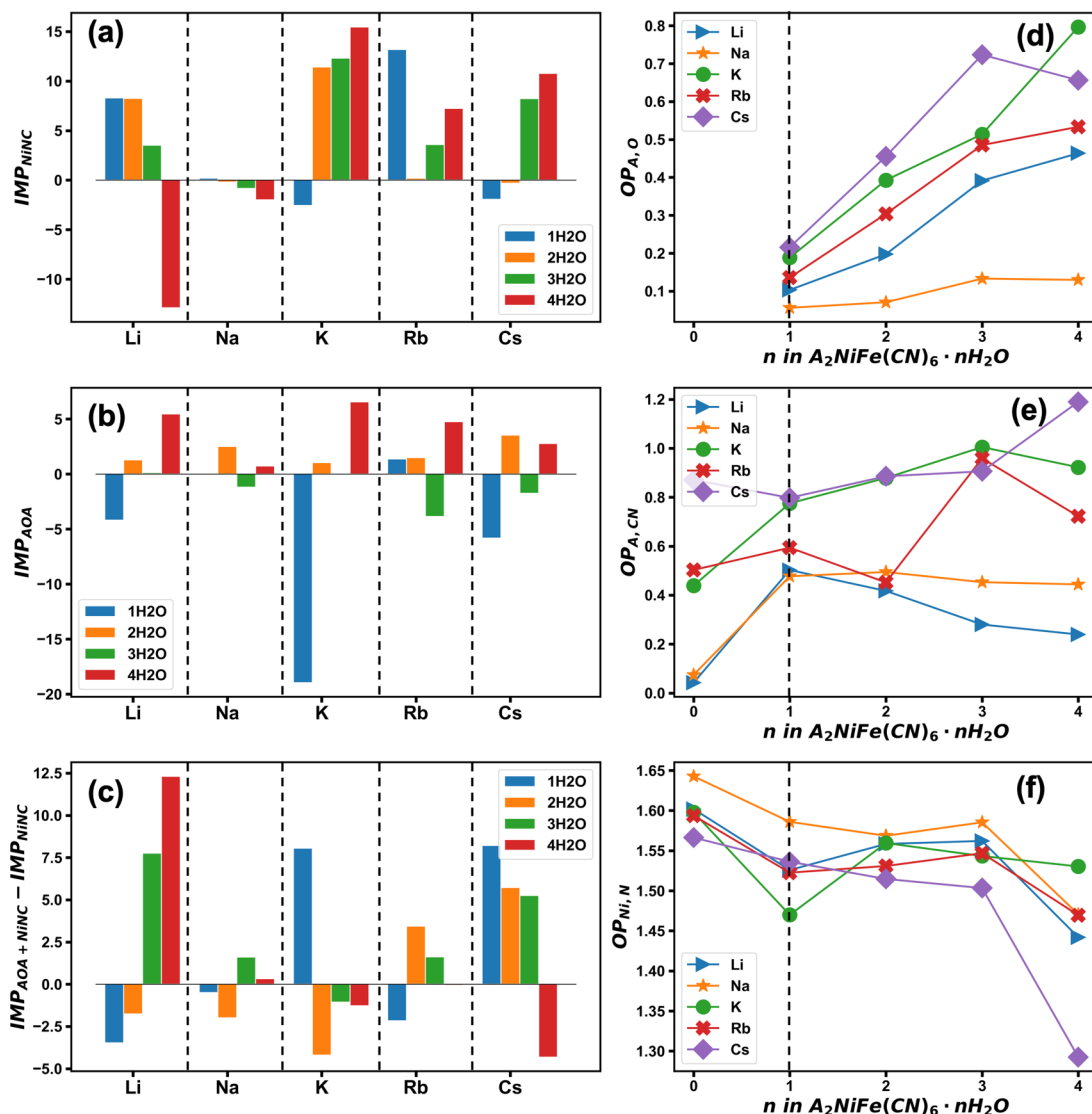 (a)
IMP_NiNC
15
10
5
0
−5
−10
1H2O
2H2O
3H2O
4H2O
Li Na K Rb Cs
(d)
OP_A,O
0.8
0.7
0.6
0.5
0.4
0.3
0.2
0.1
Li
Na
K
Rb
Cs
0 1 2 3 4
n in A2NiFe(CN)6 · nH2O
(b)
IMP_AOA
5
0
−5
−10
−15
−20
1H2O
2H2O
3H2O
4H2O
Li Na K Rb Cs
(e)
OP_A,CN
1.2
1.0
0.8
0.6
0.4
0.2
0.0
Li
Na
K
Rb
Cs
0 1 2 3 4
n in A2NiFe(CN)6 · nH2O
(c)
IMP_AOA+NiNC − IMP_NiNC
12.5
10.0
7.5
5.0
2.5
0.0
−2.5
−5.0
1H2O
2H2O
3H2O
4H2O
Li Na K Rb Cs
(f)
OP_Ni,N
1.65
1.60
1.55
1.50
1.45
1.40
1.35
1.30
Li
Na
K
Rb
Cs
0 1 2 3 4
n in A2NiFe(CN)6 · nH2O